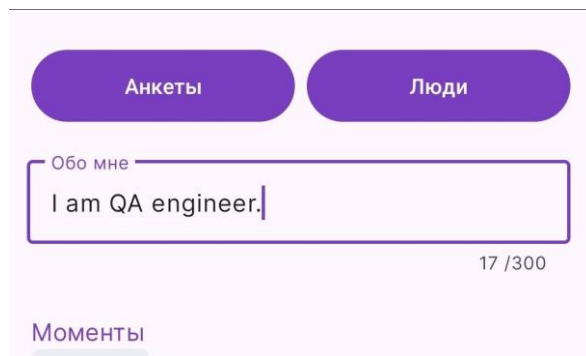 Анкеты Люди
Обо мне
I am QA engineer.
17 /300
Моменты